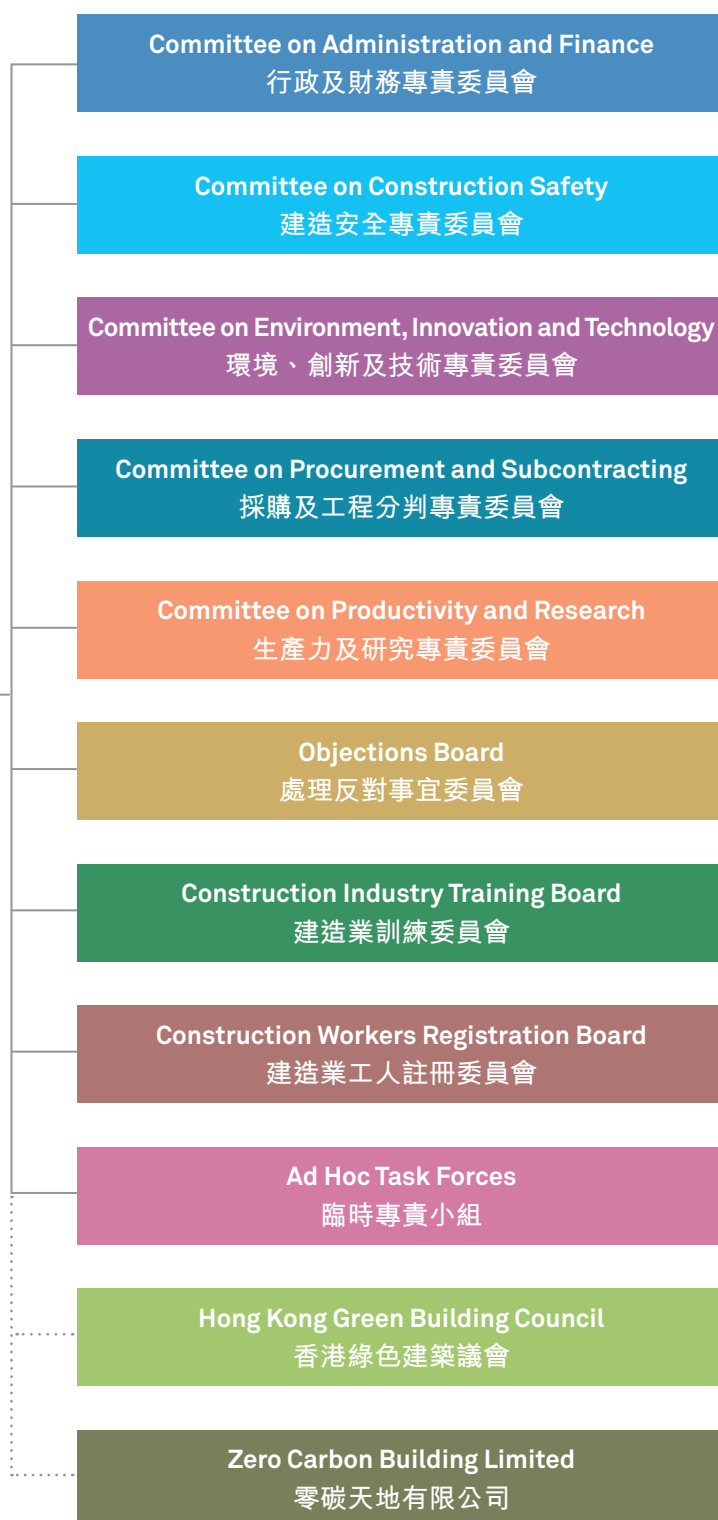 Committee on Administration and Finance
行政及財務專責委員會
Committee on Construction Safety
建造安全專責委員會
Committee on Environment, Innovation and Technology
環境、創新及技術專責委員會
Committee on Procurement and Subcontracting
採購及工程分判專責委員會
Committee on Productivity and Research
生產力及研究專責委員會
Objections Board
處理反對事宜委員會
Construction Industry Training Board
建造業訓練委員會
Construction Workers Registration Board
建造業工人註冊委員會
Ad Hoc Task Forces
臨時專責小組
Hong Kong Green Building Council
香港綠色建築議會
Zero Carbon Building Limited
零碳天地有限公司